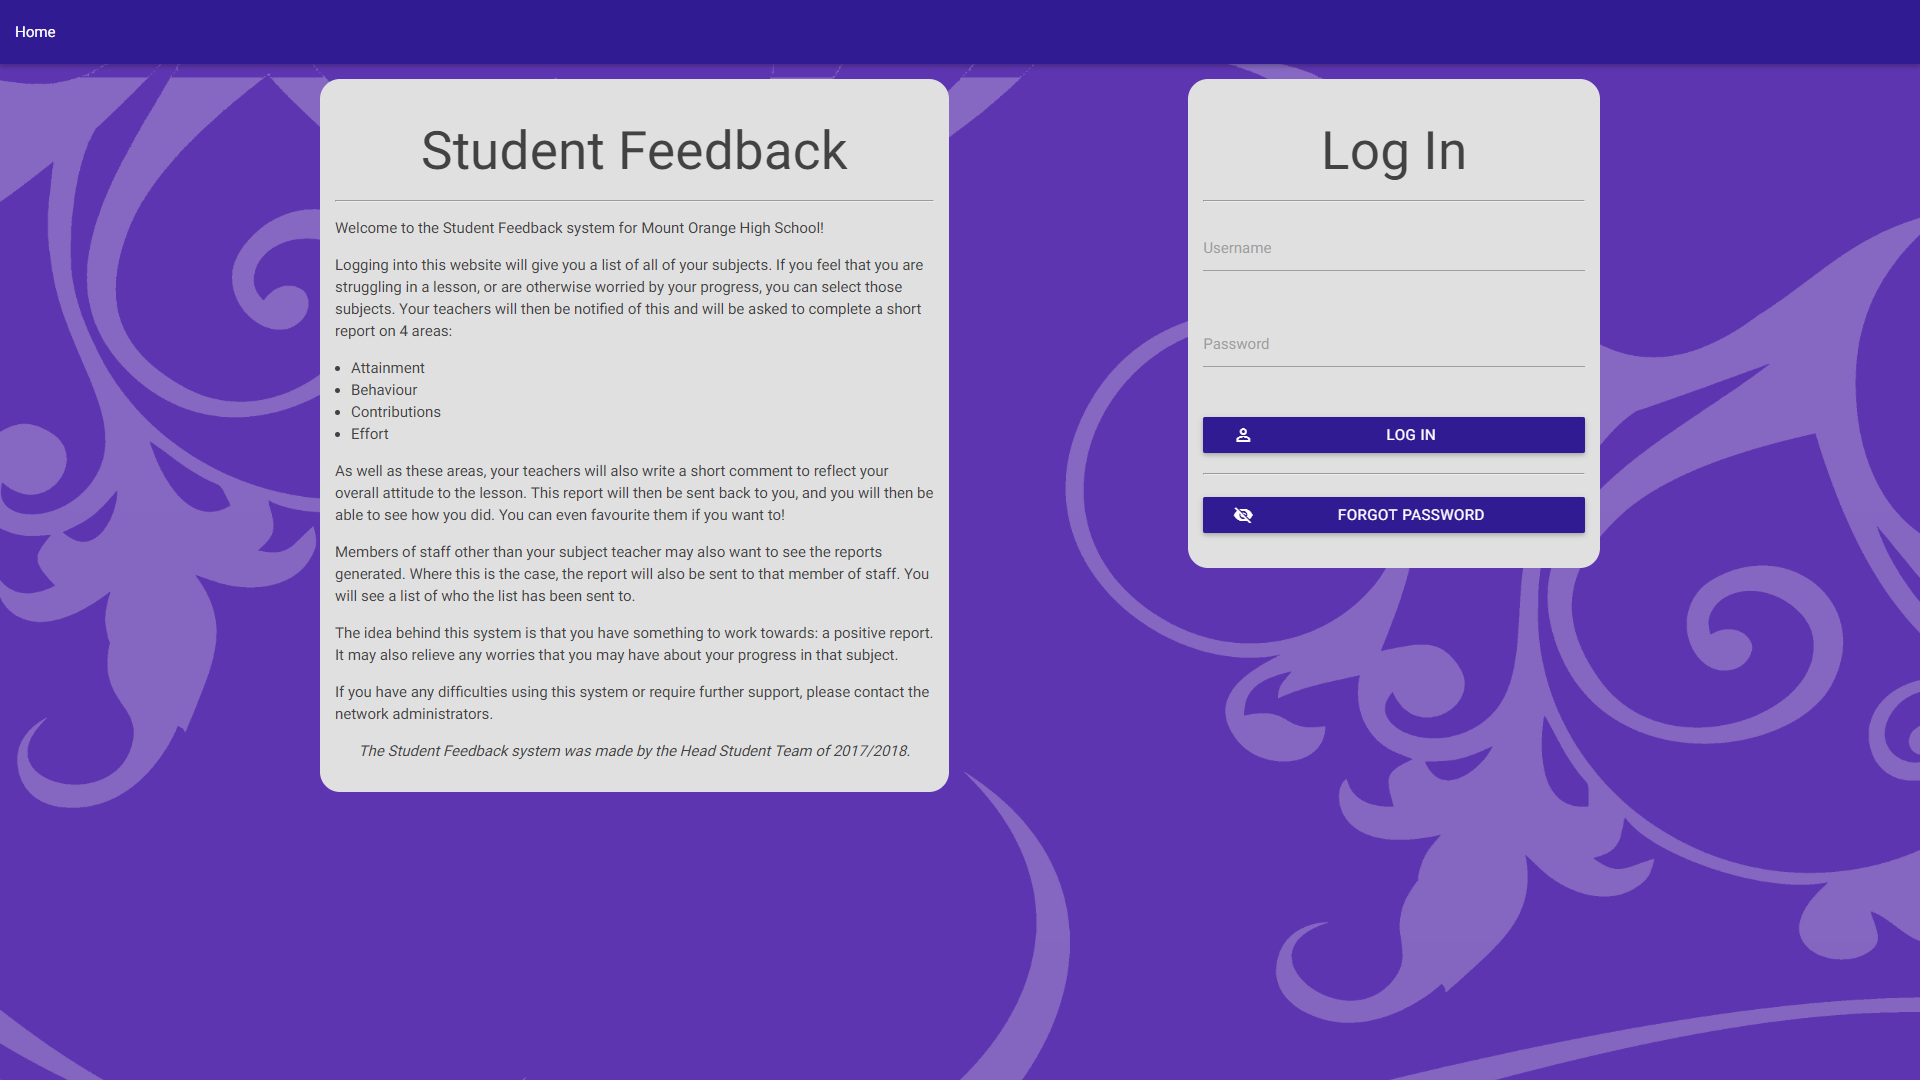 Home
Student Feedback
Welcome to the Student Feedback system for Mount Orange High School!
Logging into this website will give you a list of all of your subjects. If you feel that you are
struggling in a lesson, or are otherwise worried by your progress, you can select those
subjects. Your teachers will then be notified of this and will be asked to complete a short
report on 4 areas:
• Attainment
• Behaviour
• Contributions
• Effort
As well as these areas, your teachers will also write a short comment to reflect your
overall attitude to the lesson. This report will then be sent back to you, and you will then be
able to see how you did. You can even favourite them if you want to!
Members of staff other than your subject teacher may also want to see the reports
generated. Where this is the case, the report will also be sent to that member of staff. You
will see a list of who the list has been sent to.
The idea behind this system is that you have something to work towards: a positive report.
It may also relieve any worries that you may have about your progress in that subject.
If you have any difficulties using this system or require further support, please contact the
network administrators.
The Student Feedback system was made by the Head Student Team of 2017/2018.
Log In
Username
Password
LOG IN
FORGOT PASSWORD